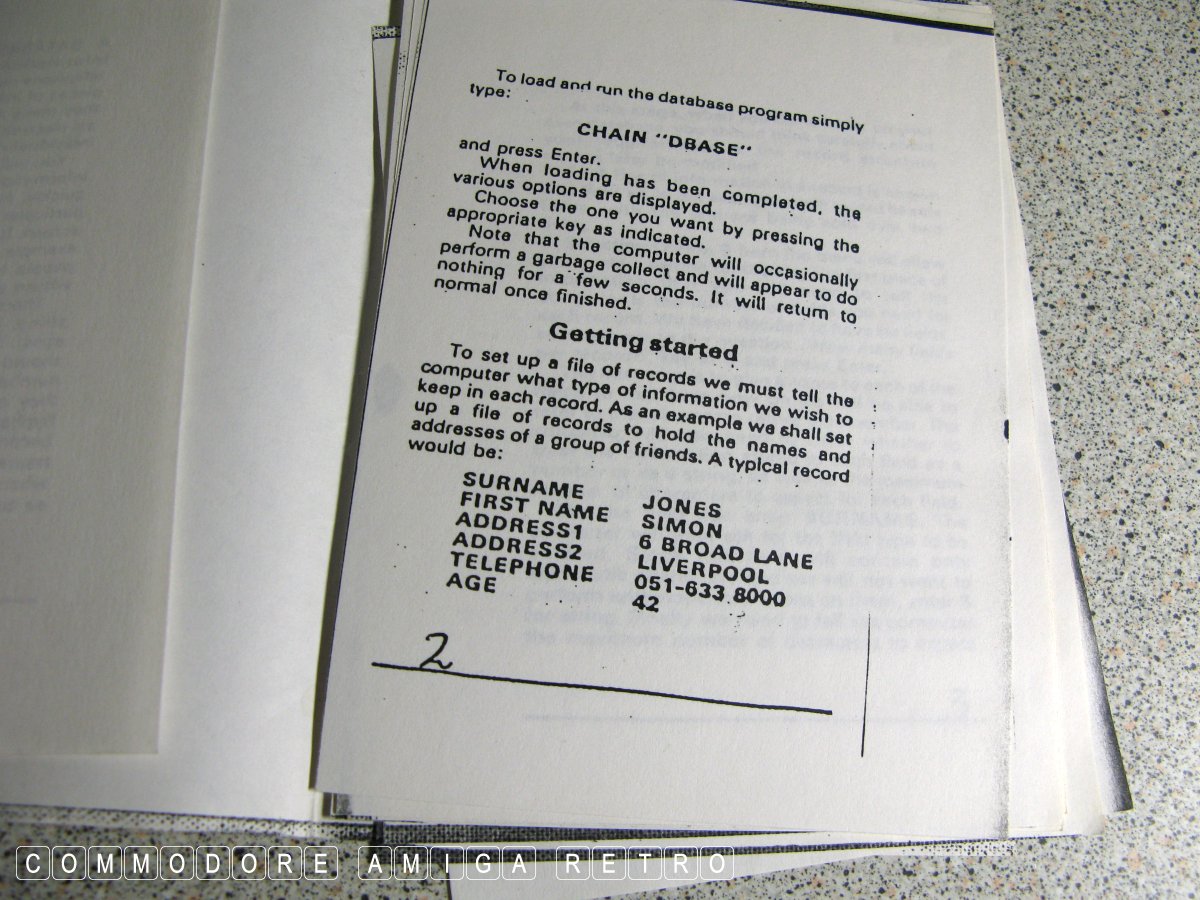 To load and run the database program simply
type:
CHAIN "DBASE"
and press Enter.
When loading has been completed, the
various options are displayed.
Choose the one you want by pressing the
appropriate key as indicated.
Note that the computer will occasionally
perform a garbage collect and will appear to do
nothing for a few seconds. It will return to
normal once finished.
Getting started
To set up a file of records we must tell the
computer what type of information we wish to
keep in each record. As an example we shall set
up a file of records to hold the names and
addresses of a group of friends. A typical record
would be:
SURNAME JONES
FIRST NAME SIMON
ADDRESS1 6 BROAD LANE
ADDRESS2 LIVERPOOL
TELEPHONE 051-633 8000
AGE 42
2
COMMODORE AMIGA RETRO